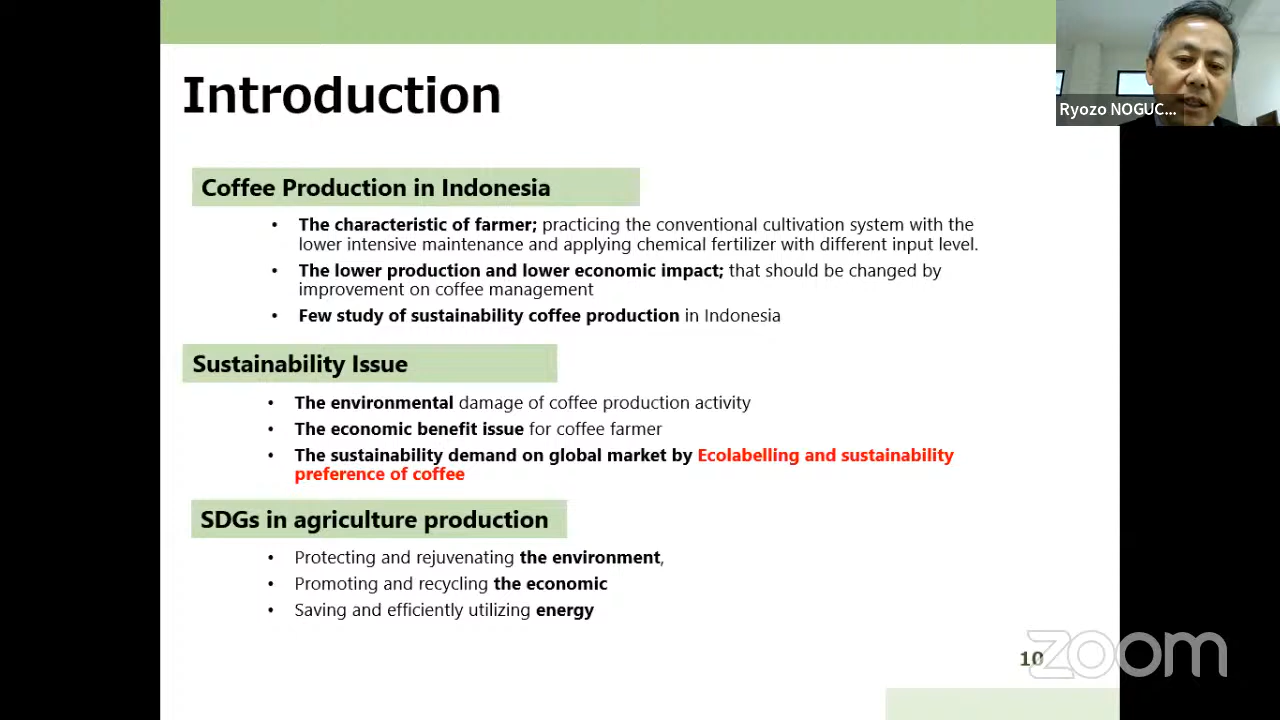 Introduction
Ryozo NOGUC...
Coffee Production in Indonesia
• The characteristic of farmer; practicing the conventional cultivation system with the
lower intensive maintenance and applying chemical fertilizer with different input level.
• The lower production and lower economic impact; that should be changed by
improvement on coffee management
• Few study of sustainability coffee production in Indonesia
Sustainability Issue
• The environmental damage of coffee production activity
• The economic benefit issue for coffee farmer
• The sustainability demand on global market by Ecolabelling and sustainability
preference of coffee
SDGs in agriculture production
• Protecting and rejuvenating the environment,
• Promoting and recycling the economic
• Saving and efficiently utilizing energy
10
zoom